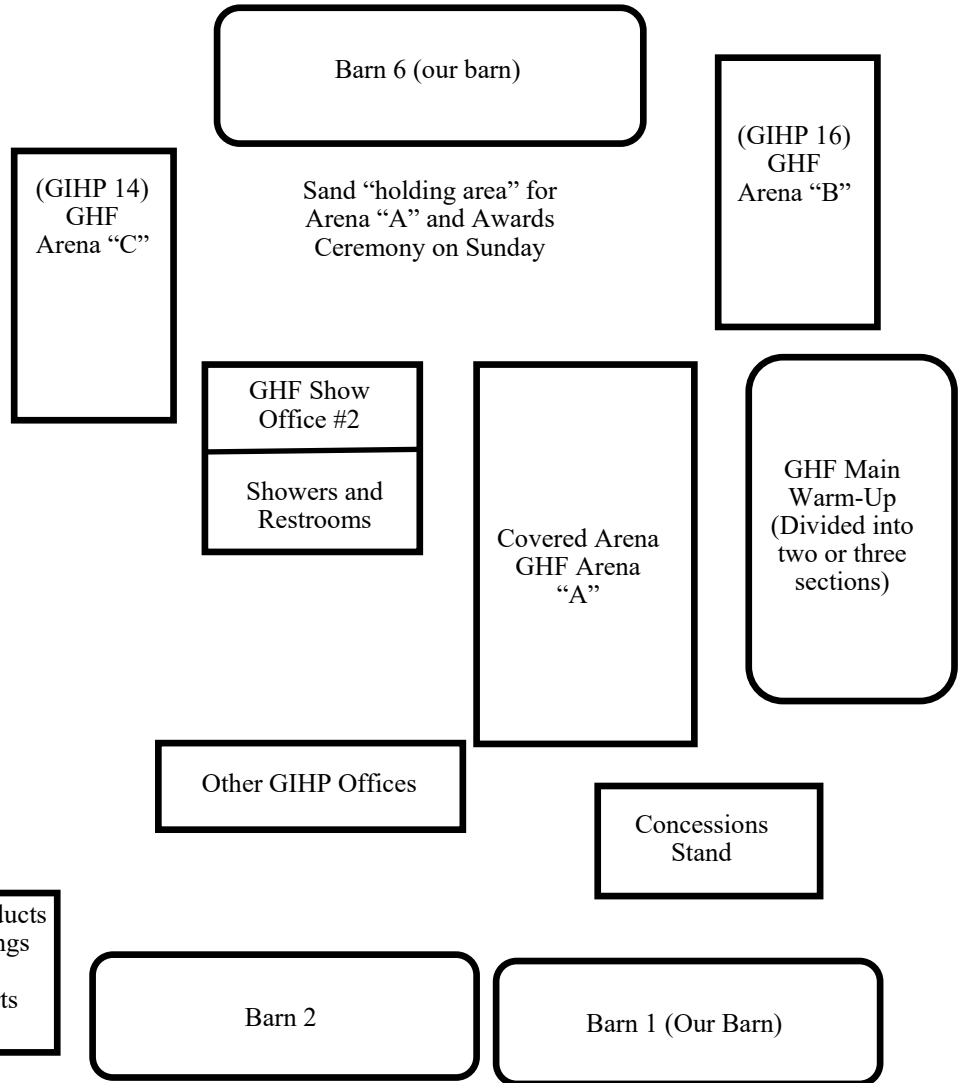 Barn 6 (our barn)
(GIHP 16)
GHF
Arena “B”
(GIHP 14)
GHF
Arena “C”
Sand “holding area” for
Arena “A” and Awards
Ceremony on Sunday
GHF Show
Office #2
Showers and
Restrooms
Covered Arena
GHF Arena
“A”
GHF Main
Warm-Up
(Divided into
two or three
sections)
Other GIHP Offices
Concessions
Stand
Barn 2
Barn 1 (Our Barn)